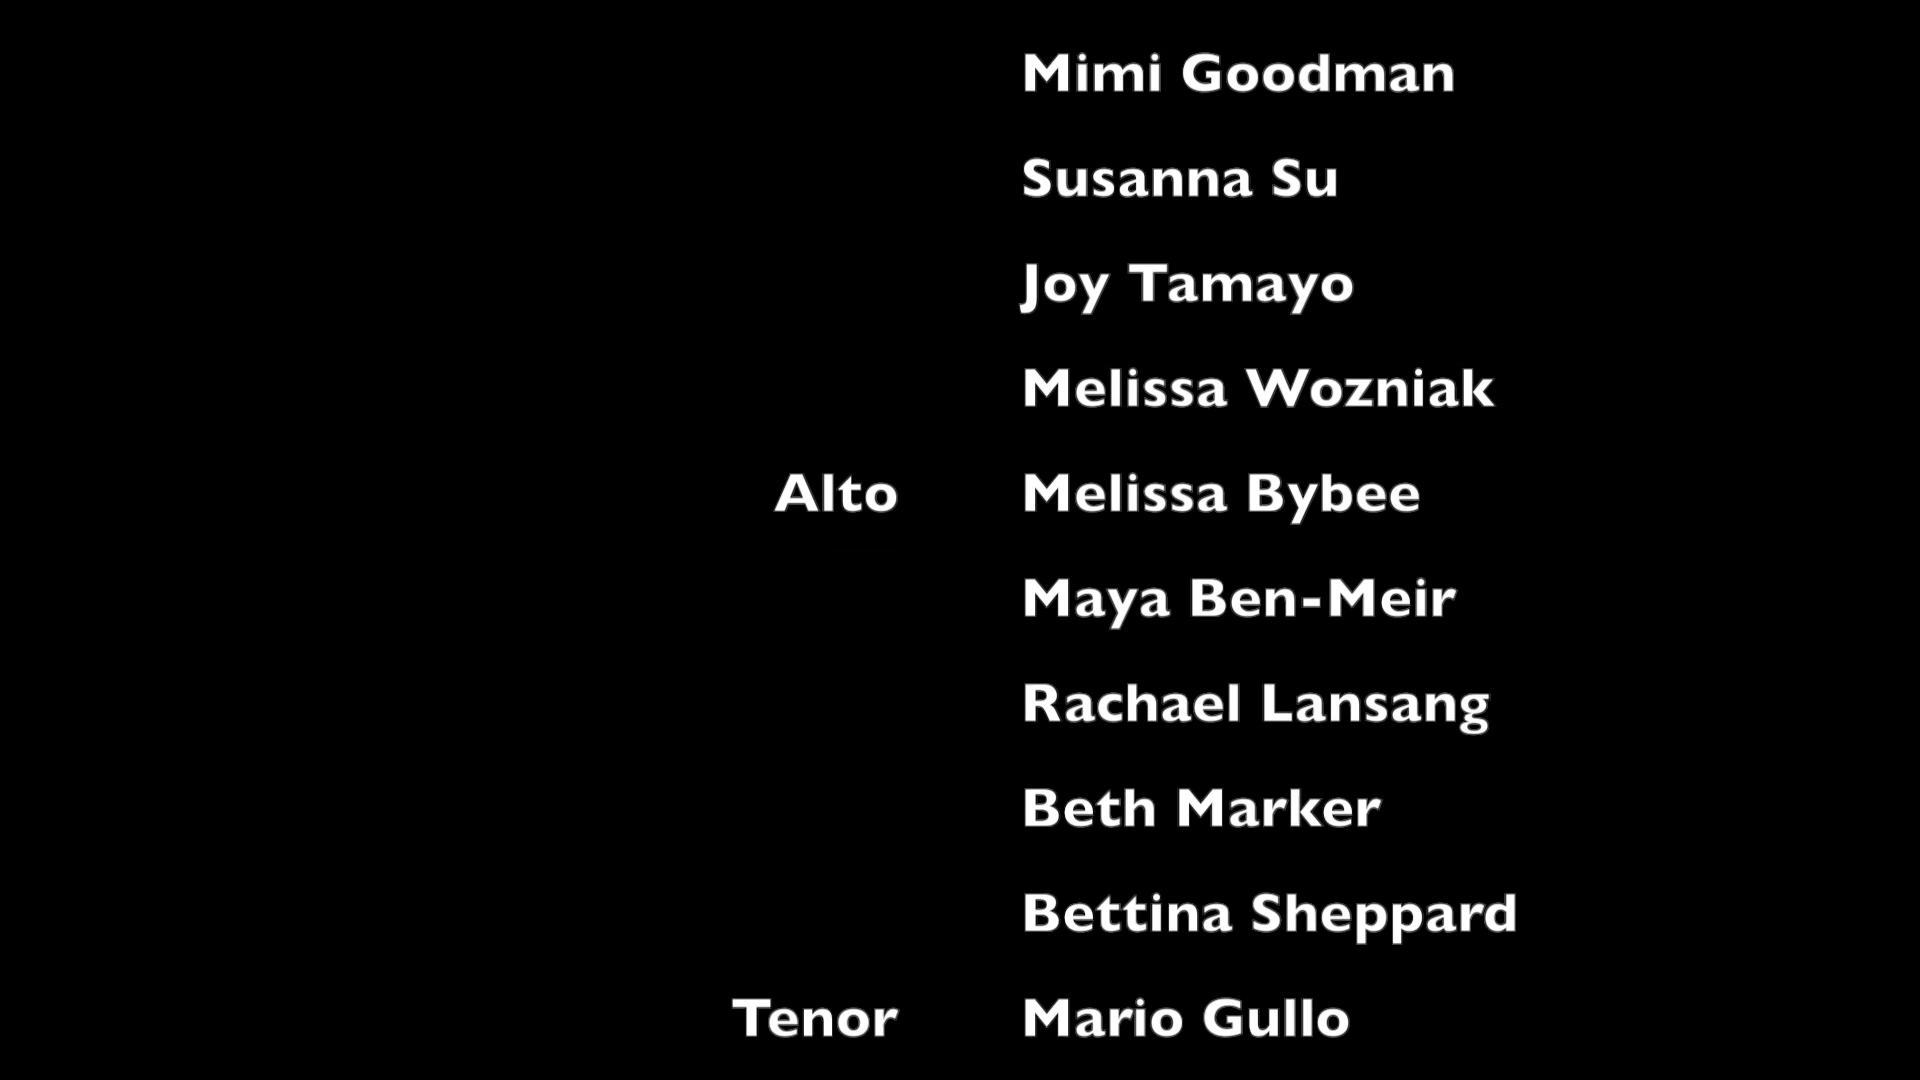 Mimi Goodman
Susanna Su
Joy Tamayo
Melissa Wozniak
Alto Melissa Bybee
Maya Ben-Meir
Rachael Lansang
Beth Marker
Bettina Sheppard
Tenor Mario Gullo